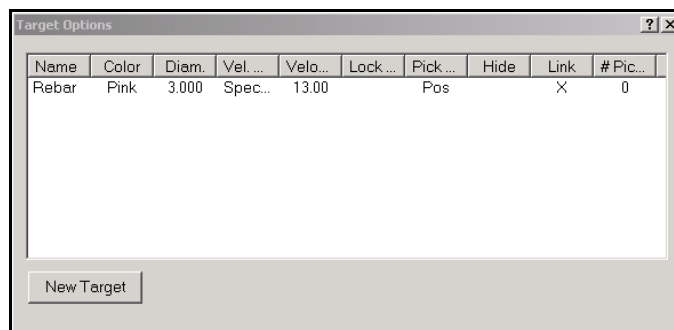 Target Options
Name Color Diam. Vel. ... Velo... Lock ... Pick ... Hide Link # Pic...
Rebar Pink 3.000 Spec... 13.00 Pos X 0
New Target